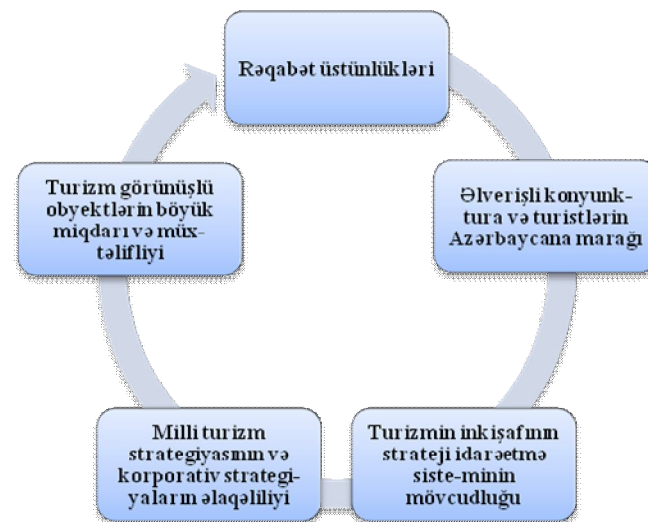 Rəqabət üstünlükləri
Əlverişli konyunk-
tura və turistlərin
Azərbaycana marağı
Turizmin inkişafının
strateji idarəetmə
siste-minin
mövcudluğu
Milli turizm
strategiyasının və
korporativ strategi-
yaların əlaqəliliyi
Turizm görünüşlü
obyektlərin böyük
miqdarı və müx-
təlifliyi